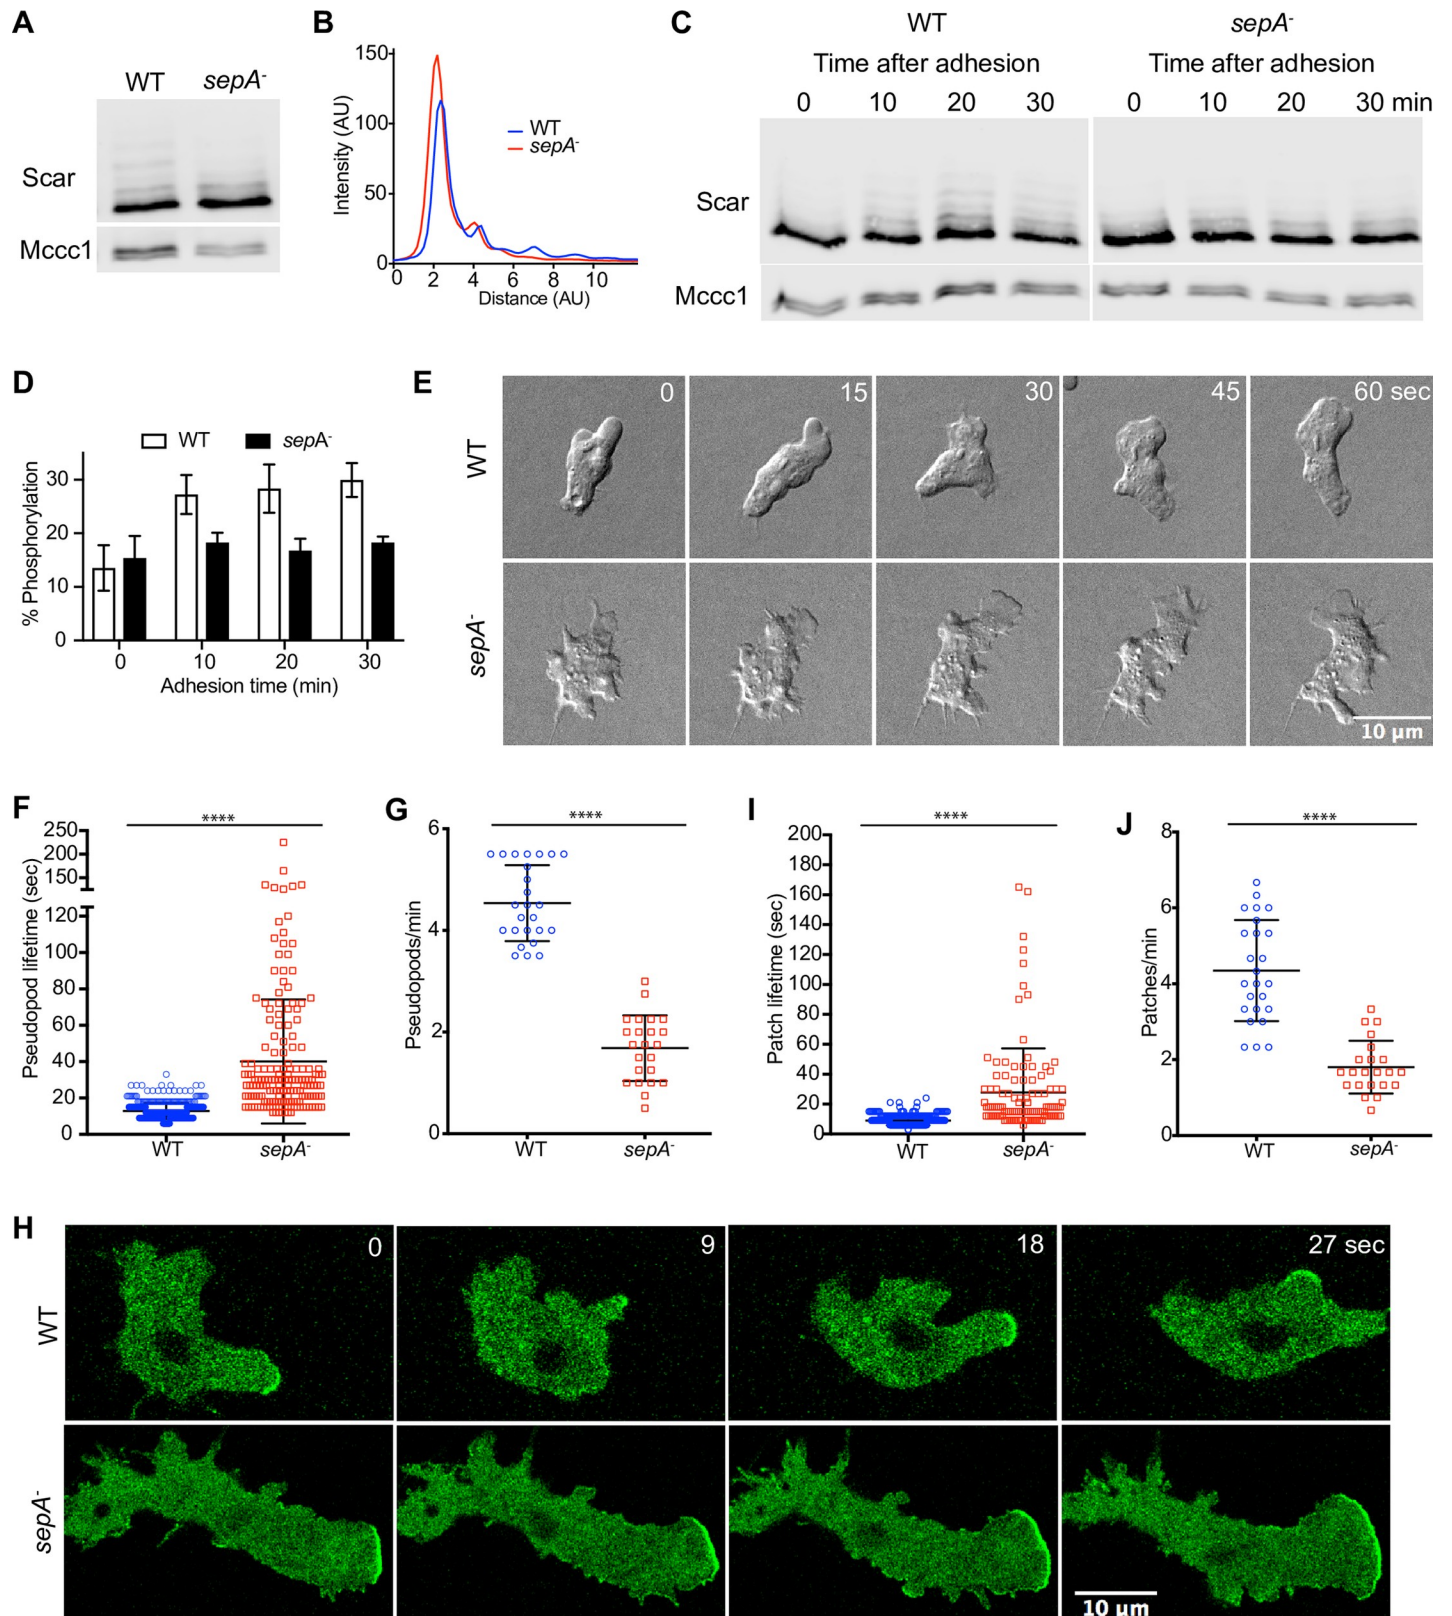 A
WT sepA-
Scar
Mccc1
B
150
100
50
0
Intensity (AU)
0 2 4 6 8 10
Distance (AU)
WT
sepA-
C
WT sepA-
Time after adhesion Time after adhesion
0 10 20 30 0 10 20 30 min
Scar
Mccc1
D
WT sepA-
% Phosphorylation
30
20
10
0
0 10 20 30
Adhesion time (min)
E
0 15 30 45 60 sec
WT
sepA-
10 µm
F
****
Pseudopod lifetime (sec)
250
200
150
120
100
80
60
40
20
0
WT sepA-
G
****
Pseudopods/min
6
4
2
0
WT sepA-
I
****
Patch lifetime (sec)
200
180
160
140
120
100
80
60
40
20
0
WT sepA-
J
****
Patches/min
8
6
4
2
0
WT sepA-
H
0 9 18 27 sec
WT
sepA-
10 µm